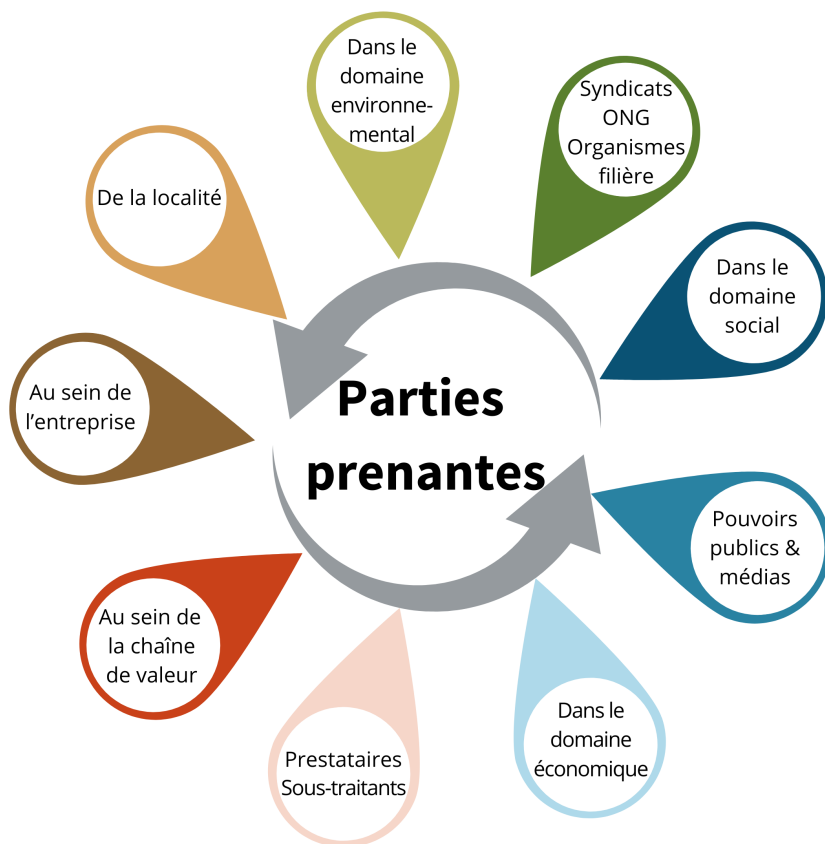 Dans le
domaine
environne-
mental
Syndicats
ONG
Organismes
filière
Dans le
domaine
social
Pouvoirs
publics &
médias
Dans le
domaine
économique
Prestataires
Sous-traitants
Au sein de
la chaîne
de valeur
Au sein de
l’entreprise
De la localité
Parties
prenantes